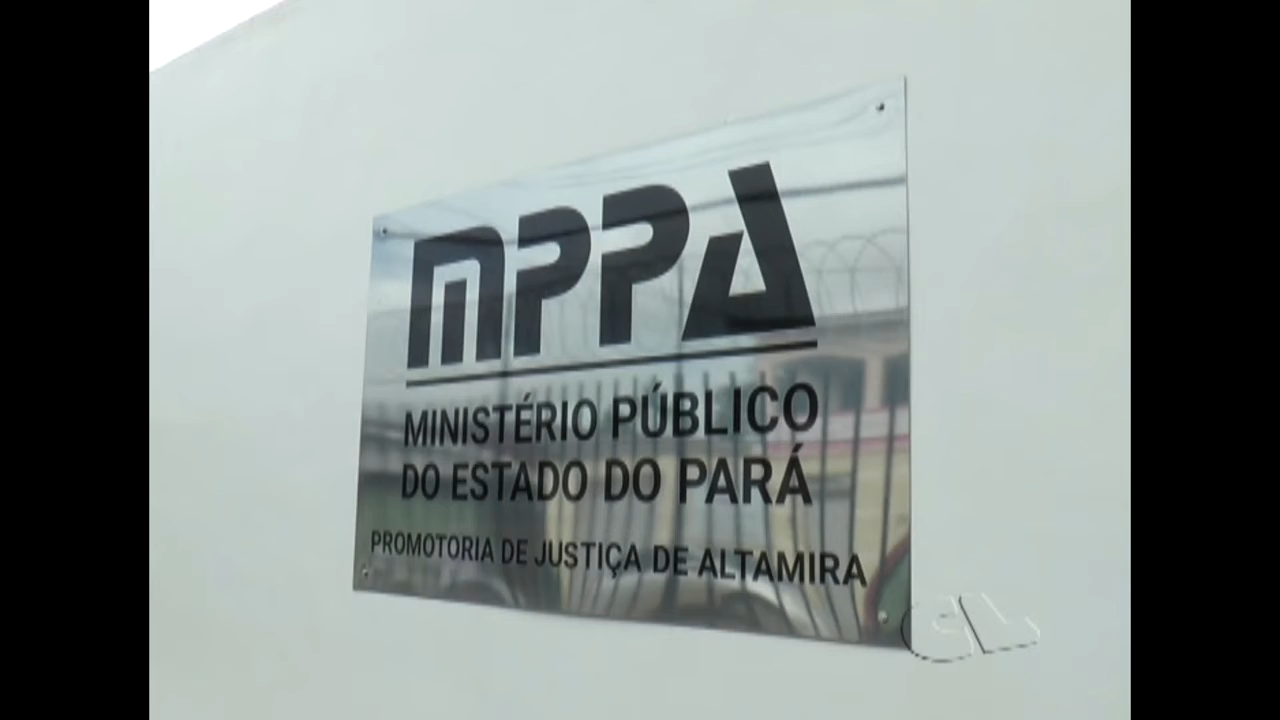 MPPA
MINISTÉRIO PÚBLICO
DO ESTADO DO PARÁ
PROMOTORIA DE JUSTIÇA DE ALTAMIRA